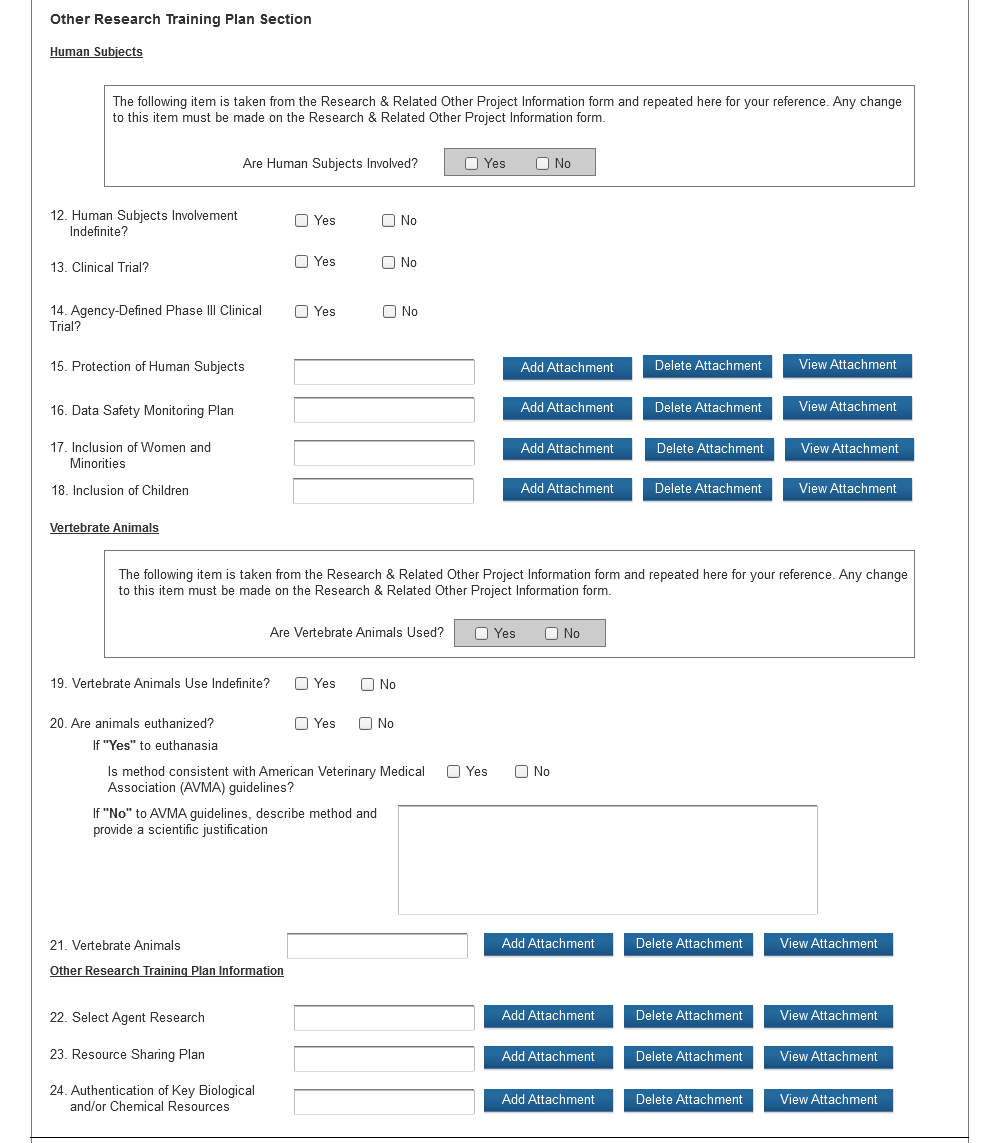 Other Research Training Plan Section
Human Subjects
The following item is taken from the Research & Related Other Project Information form and repeated here for your reference. Any change
to this item must be made on the Research & Related Other Project Information form.
Are Human Subjects Involved? Yes No
12. Human Subjects Involvement
Indefinite?
Yes No
13. Clinical Trial? Yes No
14. Agency-Defined Phase III Clinical
Trial?
Yes No
15. Protection of Human Subjects Add Attachment Delete Attachment View Attachment
16. Data Safety Monitoring Plan Add Attachment Delete Attachment View Attachment
17. Inclusion of Women and
Minorities
Add Attachment Delete Attachment View Attachment
18. Inclusion of Children Add Attachment Delete Attachment View Attachment
Vertebrate Animals
The following item is taken from the Research & Related Other Project Information form and repeated here for your reference. Any change
to this item must be made on the Research & Related Other Project Information form.
Are Vertebrate Animals Used? Yes No
19. Vertebrate Animals Use Indefinite? Yes No
20. Are animals euthanized? Yes No
If "Yes" to euthanasia
Is method consistent with American Veterinary Medical
Association (AVMA) guidelines?
Yes No
If "No" to AVMA guidelines, describe method and
provide a scientific justification
21. Vertebrate Animals Add Attachment Delete Attachment View Attachment
Other Research Training Plan Information
22. Select Agent Research Add Attachment Delete Attachment View Attachment
23. Resource Sharing Plan Add Attachment Delete Attachment View Attachment
24. Authentication of Key Biological
and/or Chemical Resources
Add Attachment Delete Attachment View Attachment